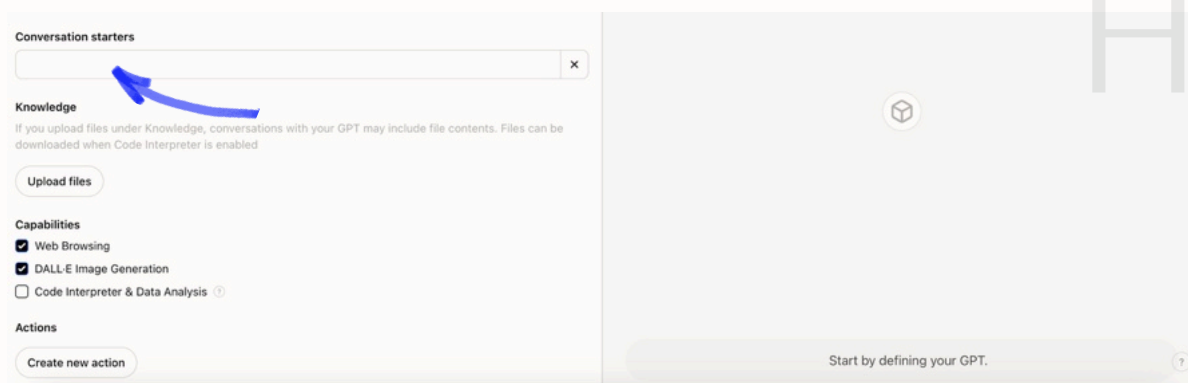 Conversation starters
Knowledge
If you upload files under Knowledge, conversations with your GPT may include file contents. Files can be
downloaded when Code Interpreter is enabled
Upload files
Capabilities
Web Browsing
DALL·E Image Generation
Code Interpreter & Data Analysis ?
Actions
Create new action
H
Start by defining your GPT.
?